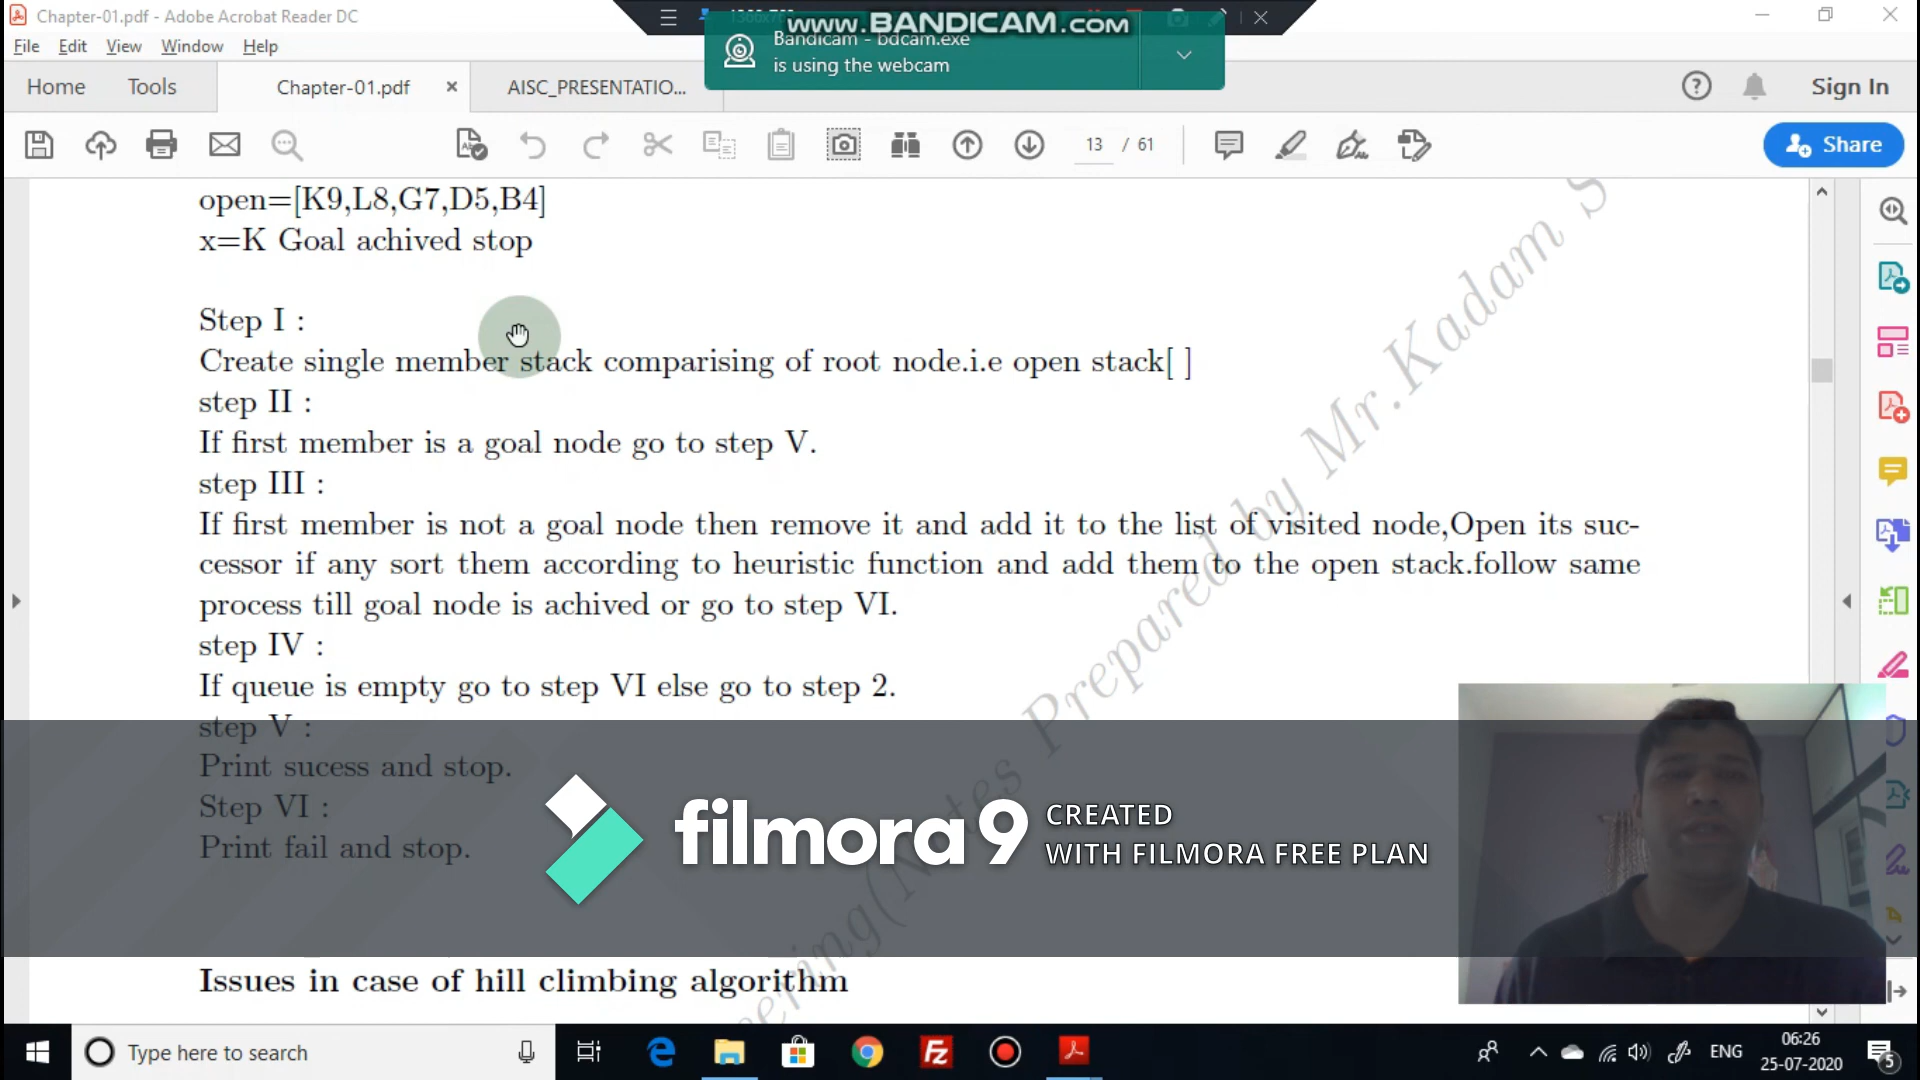 Chapter-01.pdf - Adobe Acrobat Reader DC
www.BANDICAM.com
File Edit View Window Help
Bandicam - bdcam.exe
is using the webcam
Home Tools Chapter-01.pdf × AISC_PRESENTATIO... Sign In
13 / 61 Share
open=[K9,L8,G7,D5,B4]
x=K Goal achived stop
Step I :
Create single member stack comparising of root node.i.e open stack[ ]
step II :
If first member is a goal node go to step V.
step III :
If first member is not a goal node then remove it and add it to the list of visited node,Open its suc-
cessor if any sort them according to heuristic function and add them to the open stack.follow same
process till goal node is achived or go to step VI.
step IV :
If queue is empty go to step VI else go to step 2.
step V :
Print sucess and stop.
Step VI :
Print fail and stop.
filmora9 CREATED
WITH FILMORA FREE PLAN
Issues in case of hill climbing algorithm
eering(Notes Prepared by Mr.Kadam S
Type here to search
ENG
06:26
25-07-2020
5